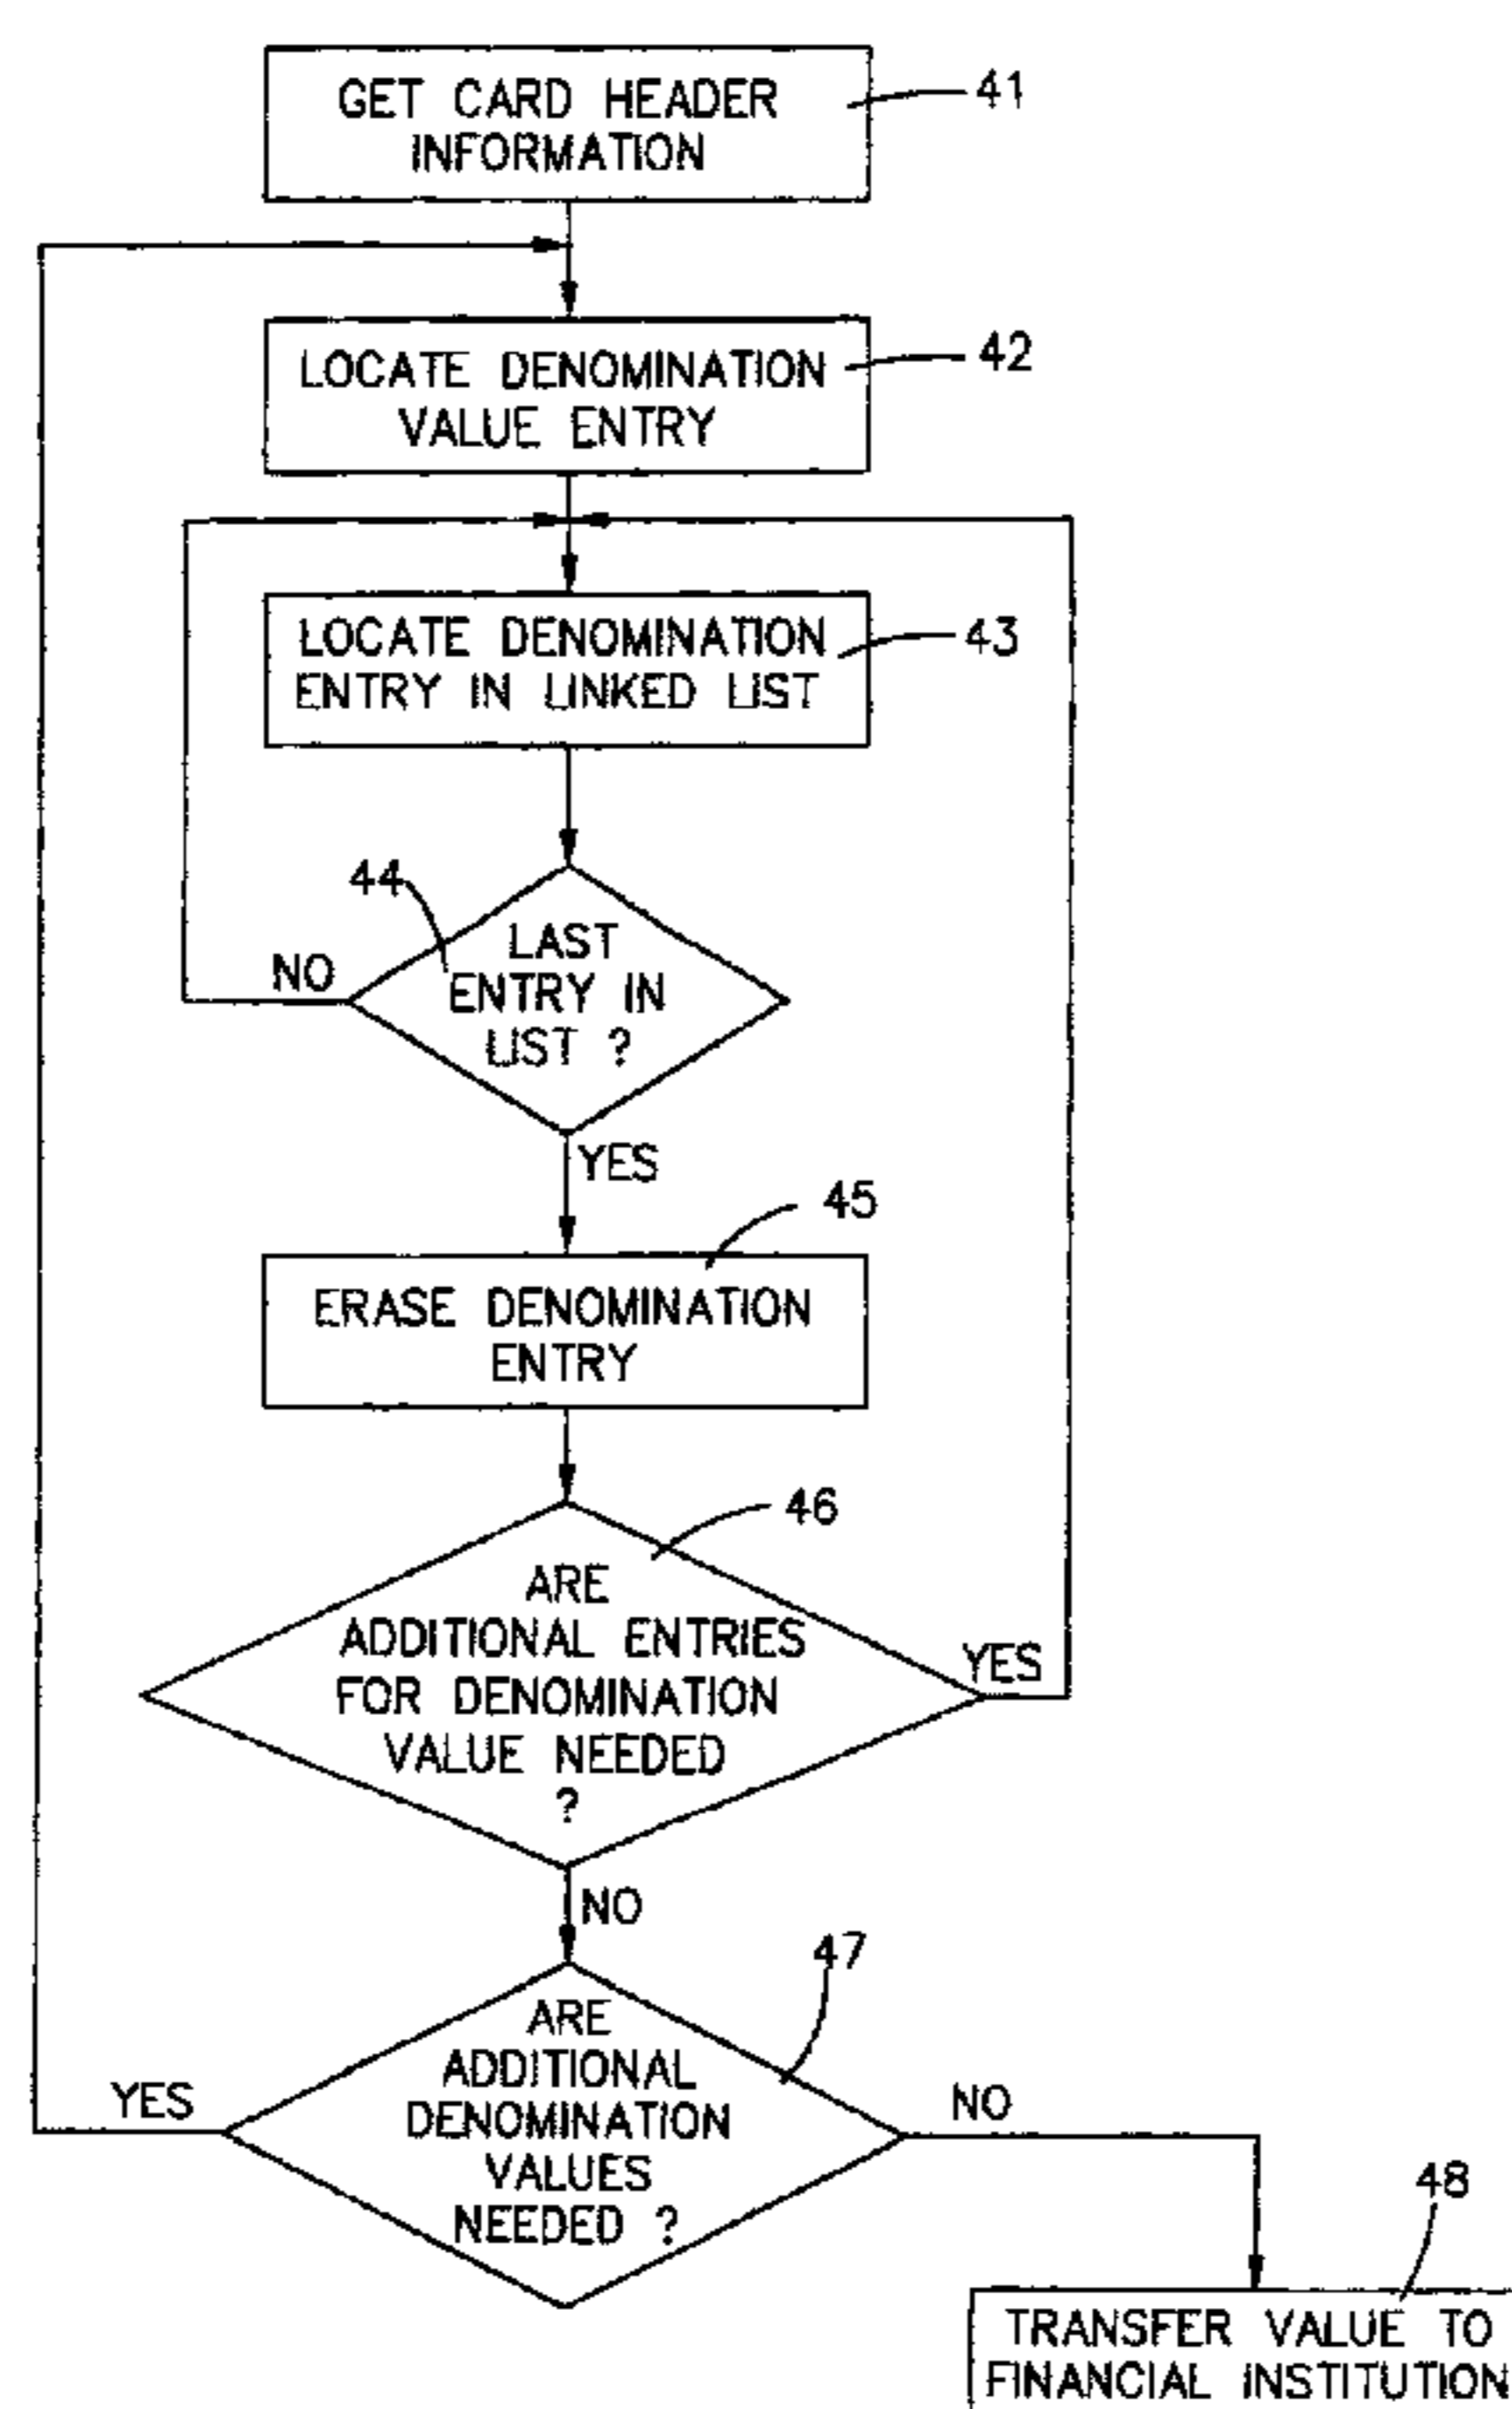 GET CARD HEADER
INFORMATION
41
LOCATE DENOMINATION
VALUE ENTRY
42
LOCATE DENOMINATION
ENTRY IN LINKED LIST
43
44
LAST
ENTRY IN
LIST ?
NO
YES
45
ERASE DENOMINATION
ENTRY
46
ARE
ADDITIONAL ENTRIES
FOR DENOMINATION
VALUE NEEDED
?
YES
NO
47
ARE
ADDITIONAL
DENOMINATION
VALUES
NEEDED ?
YES
NO
48
TRANSFER VALUE TO
FINANCIAL INSTITUTION